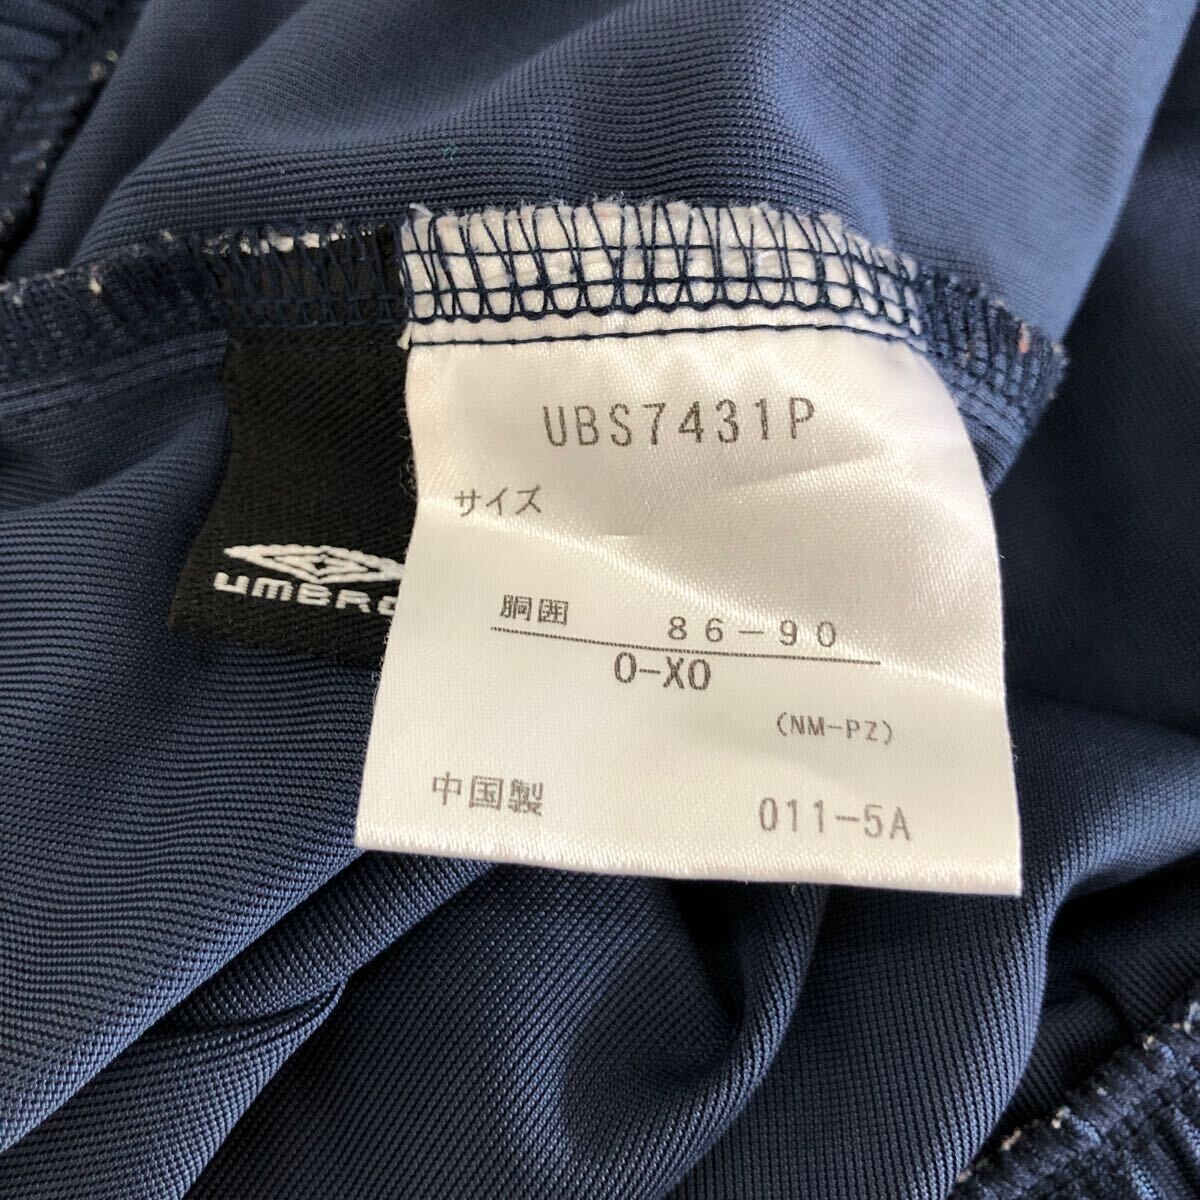 UBS7431P
サイズ
umbro
胴囲 86-90
O-XO
(NM-PZ)
中国製 011-5A